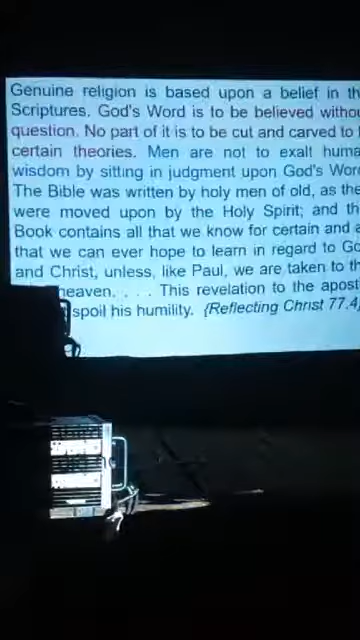 Genuine religion is based upon a belief in th
Scriptures. God's Word is to be believed withou
question. No part of it is to be cut and carved to
certain theories. Men are not to exalt huma
wisdom by sitting in judgment upon God's Wor
The Bible was written by holy men of old, as the
were moved upon by the Holy Spirit; and th
Book contains all that we know for certain and a
that we can ever hope to learn in regard to Go
and Christ, unless, like Paul, we are taken to th
heaven. . . . This revelation to the apost
spoil his humility. {Reflecting Christ 77.4